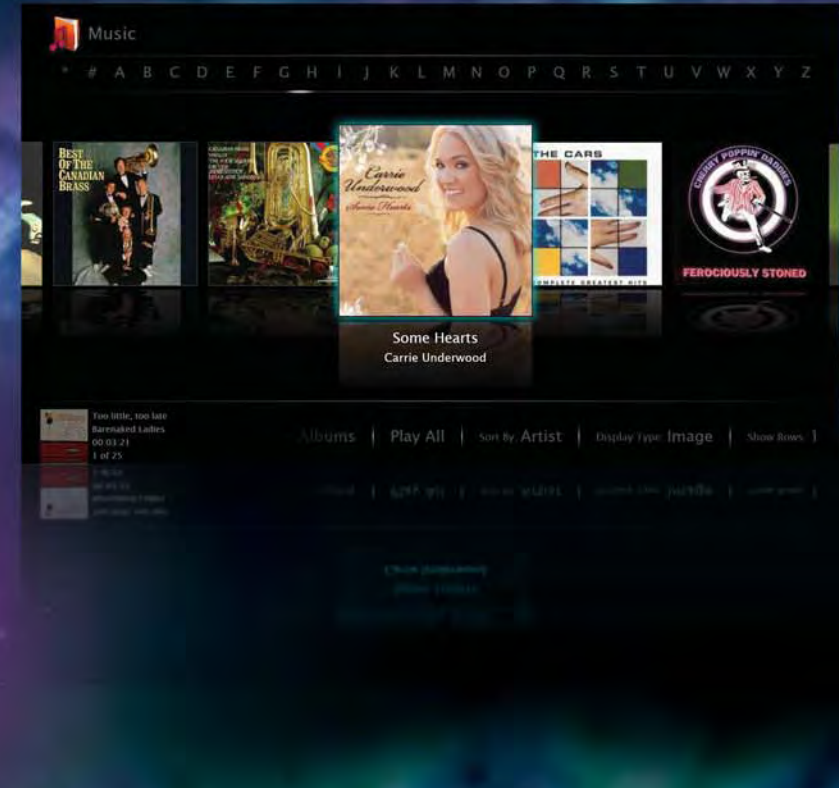 Music
* # A B C D E F G H I J K L M N O P Q R S T U V W X Y Z
BEST
OF THE
CANADIAN
BRASS
Carrie
Underwood
Some Hearts
THE CARS
COMPLETE GREATEST HITS
CHERRY POPPIN' DADDIES
FEROCIOUSLY STONED
Some Hearts
Carrie Underwood
Too little, too late
Barenaked Ladies
00:03:21
1 of 25
Albums | Play All | Sort By Artist | Display Type Image | Show Rows 1